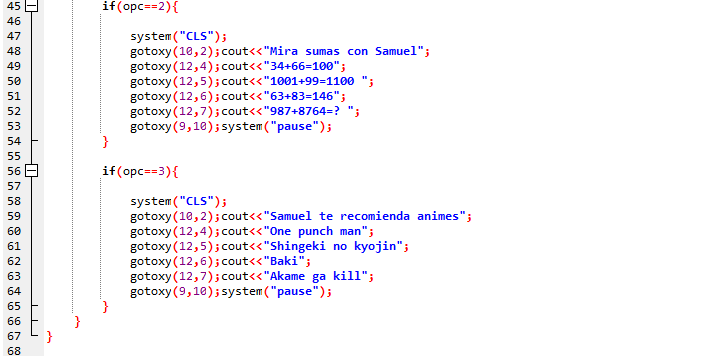 45 if(opc==2){
46
47 system("CLS");
48 gotoxy(10,2);cout<<"Mira sumas con Samuel";
49 gotoxy(12,4);cout<<"34+66=100";
50 gotoxy(12,5);cout<<"1001+99=1100 ";
51 gotoxy(12,6);cout<<"63+83=146";
52 gotoxy(12,7);cout<<"987+8764=? ";
53 gotoxy(9,10);system("pause");
54 }
55
56 if(opc==3){
57
58 system("CLS");
59 gotoxy(10,2);cout<<"Samuel te recomienda animes";
60 gotoxy(12,4);cout<<"One punch man";
61 gotoxy(12,5);cout<<"Shingeki no kyojin";
62 gotoxy(12,6);cout<<"Baki";
63 gotoxy(12,7);cout<<"Akame ga kill";
64 gotoxy(9,10);system("pause");
65 }
66 }
67 }
68